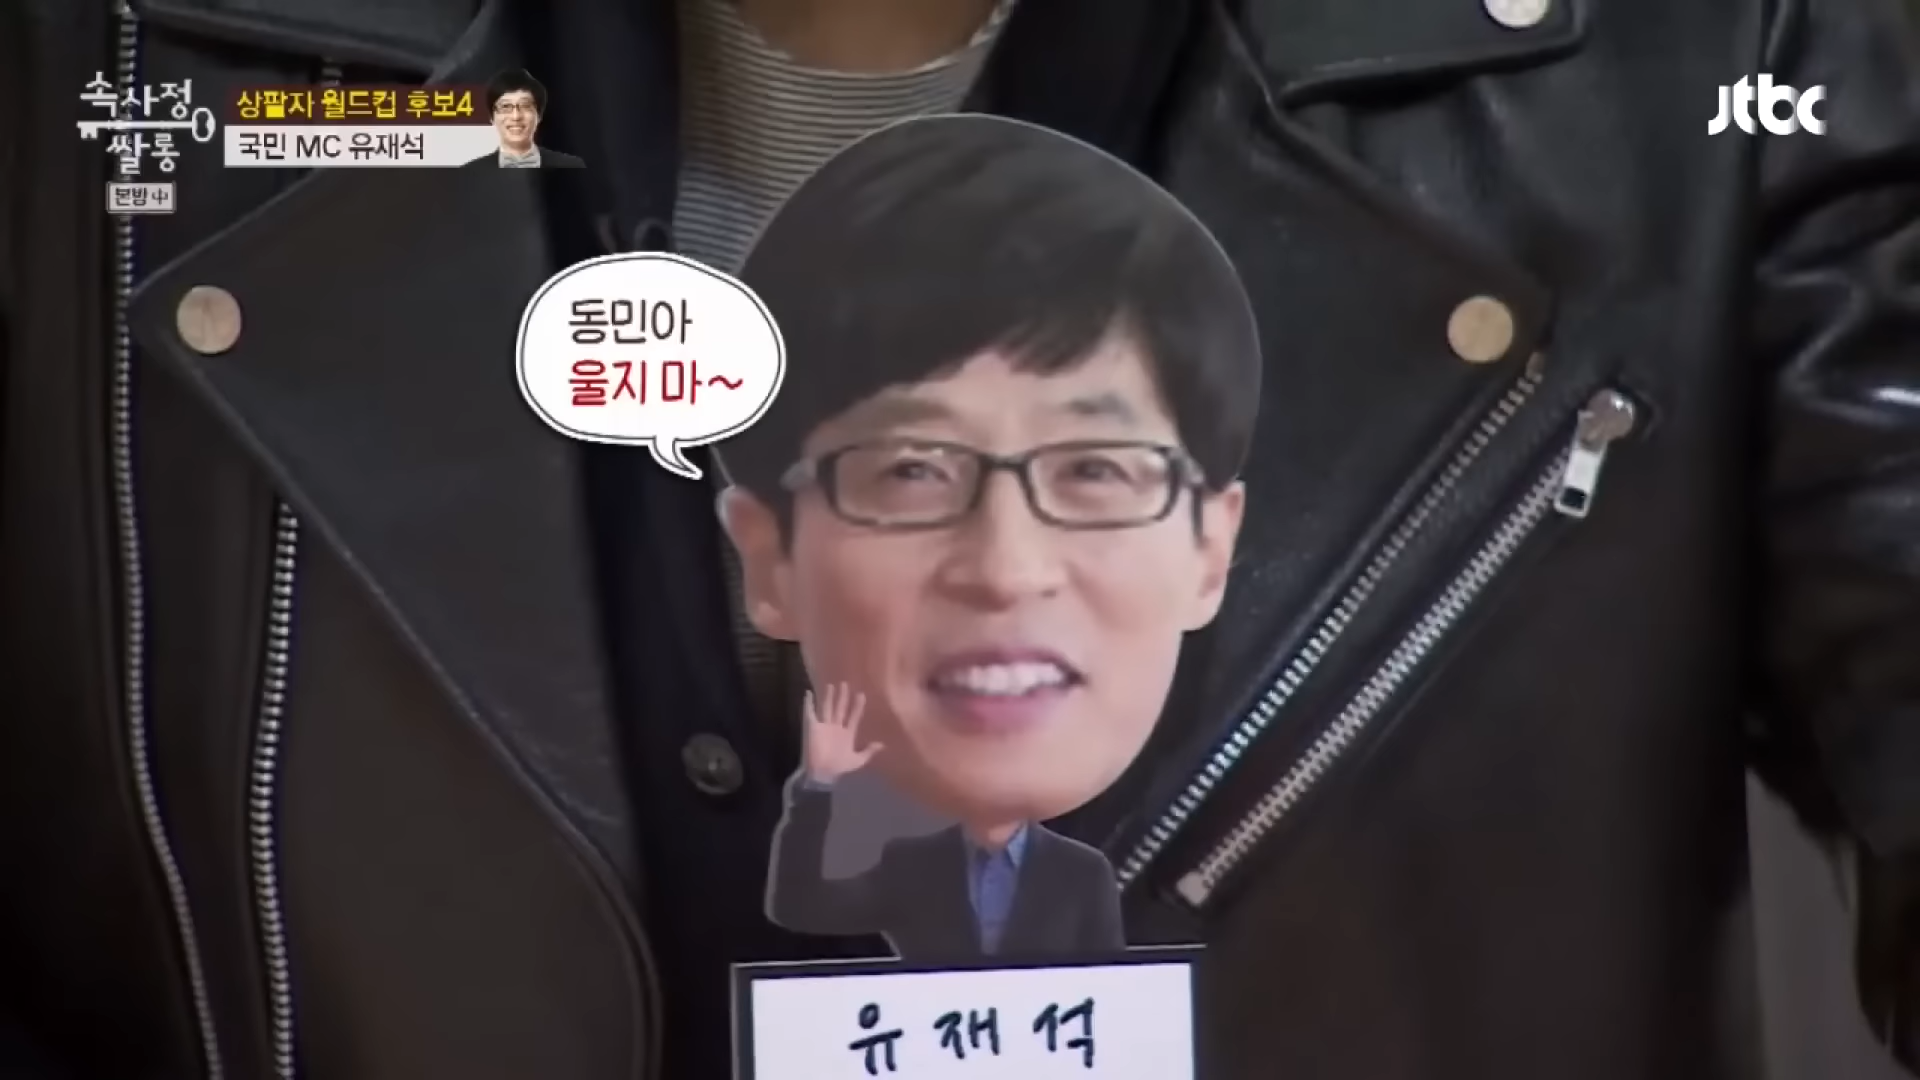 속사정
쌀롱
본방 中
상팔자 월드컵 후보4
국민 MC 유재석
jtbc
동민아
울지 마~
유재석